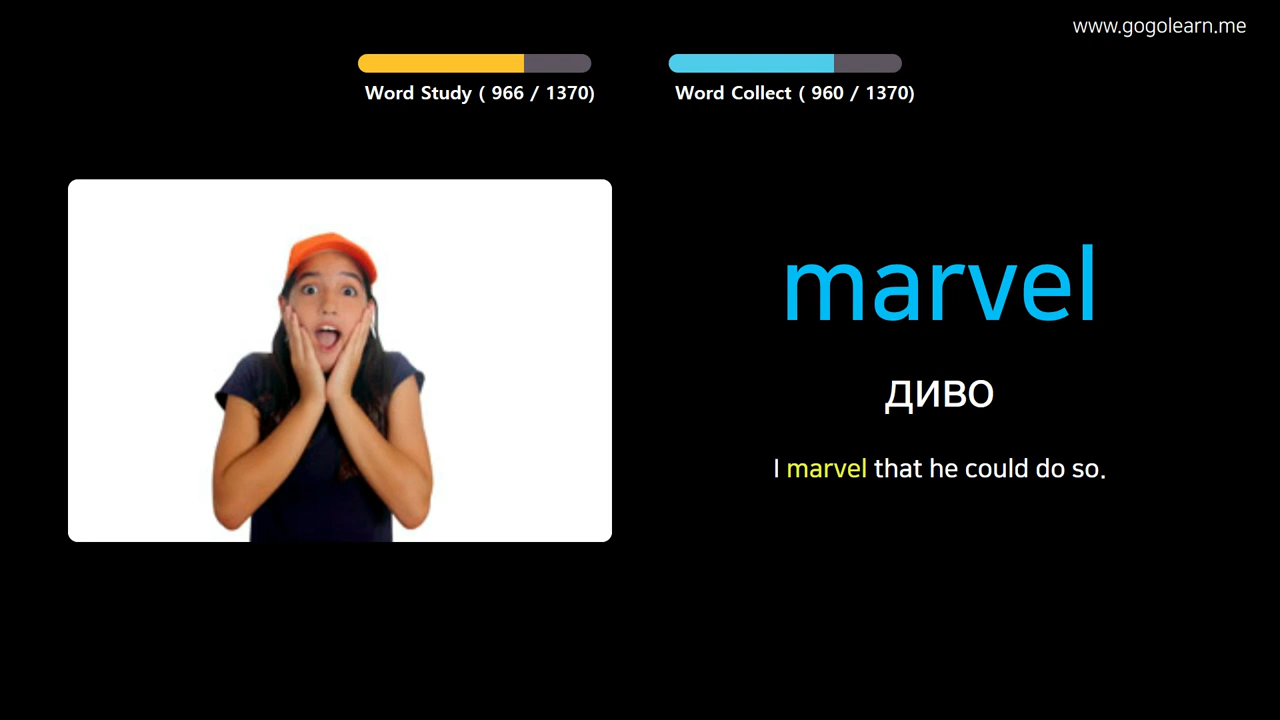 www.gogolearn.me
Word Study ( 966 / 1370)
Word Collect ( 960 / 1370)
marvel
диво
I marvel that he could do so.